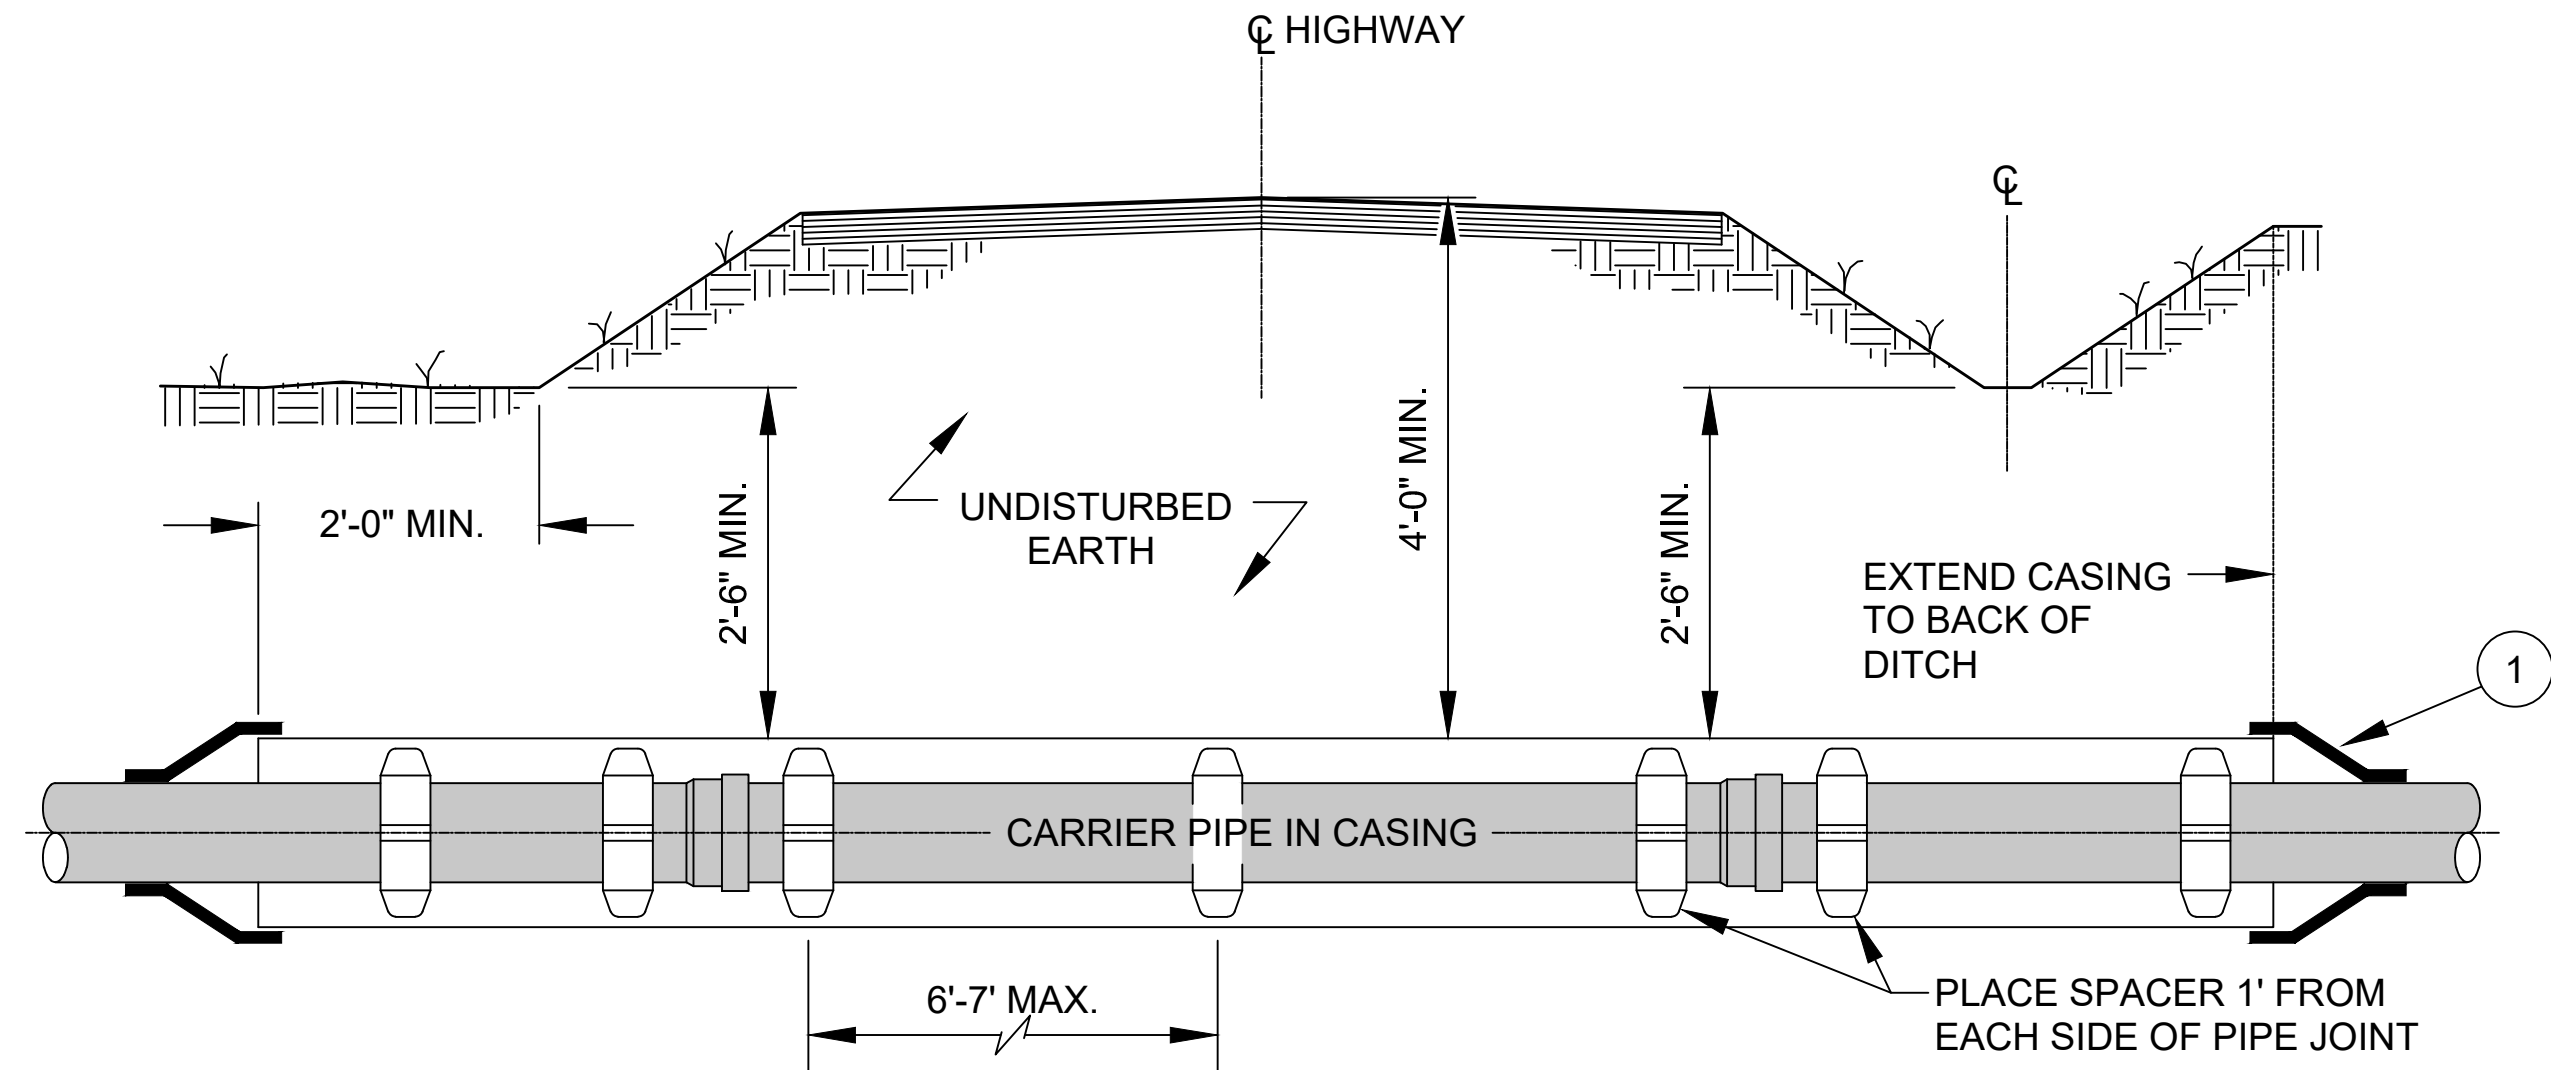 ℄ HIGHWAY
℄
2'-0" MIN.
2'-6" MIN.
UNDISTURBED
EARTH
4'-0" MIN.
2'-6" MIN.
EXTEND CASING
TO BACK OF
DITCH
1
CARRIER PIPE IN CASING
6'-7' MAX.
PLACE SPACER 1' FROM
EACH SIDE OF PIPE JOINT